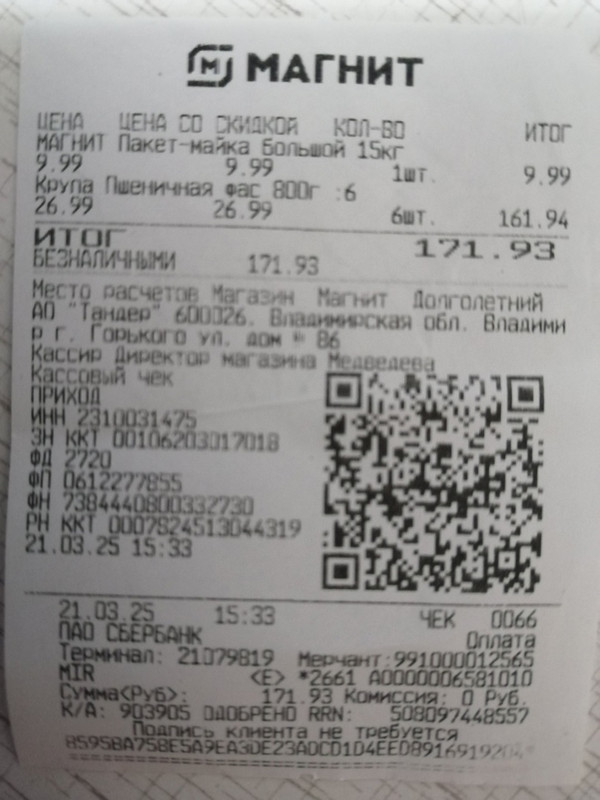 МАГНИТ
ЦЕНА ЦЕНА СО СКИДКОЙ КОЛ-ВО ИТОГ
МАГНИТ Пакет-майка большой 15кг
9.99 9.99 1шт. 9.99
Крупа Пшеничная фас 800г :6
26.99 26.99 6шт. 161.94
ИТОГ 171.93
БЕЗНАЛИЧНЫМИ 171.93
Место расчетов Магазин Магнит Долголетний
АО "Тандер" 600026. Владимирская обл. Владими
р г. Горького ул. дом № 86
Кассир Директор магазина Медведева
Кассовый чек
ПРИХОД
ИНН 2310031475
ЗН ККТ 00106203017018
ФД 2720
ФП 0612277855
ФН 7384440800332730
РН ККТ 0007824513044319
21.03.25 15:33
21.03.25 15:33 ЧЕК 0066
ПАО СБЕРБАНК Оплата
Терминал: 21079819 Мерчант:991000012565
MIR <E> *2661 A0000006581010
Сумма<Руб>: 171.93 Комиссия: 0 Руб.
К/А: 903905 ОДОБРЕНО RRN: 508097448557
Подпись клиента не требуется